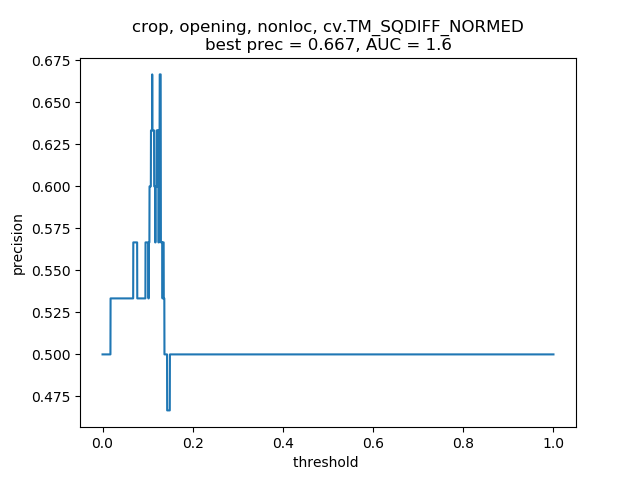 crop, opening, nonloc, cv.TM_SQDIFF_NORMED
best prec = 0.667, AUC = 1.6
0.675
0.650
0.625
0.600
0.575
0.550
0.525
0.500
0.475
precision
0.0 0.2 0.4 0.6 0.8 1.0
threshold